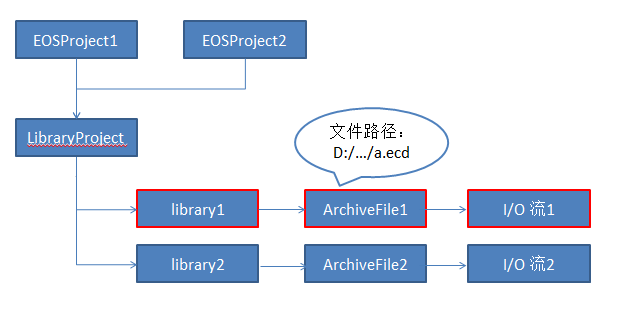 EOSProject1
EOSProject2
LibraryProject
文件路径：
D:/.../a.ecd
library1
ArchiveFile1
I/O 流1
library2
ArchiveFile2
I/O 流2